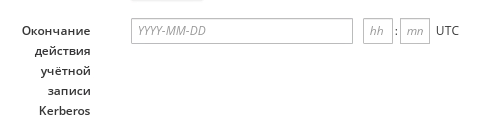 Окончание YYYY-MM-DD hh : mn UTC
действия
учётной
записи
Kerberos